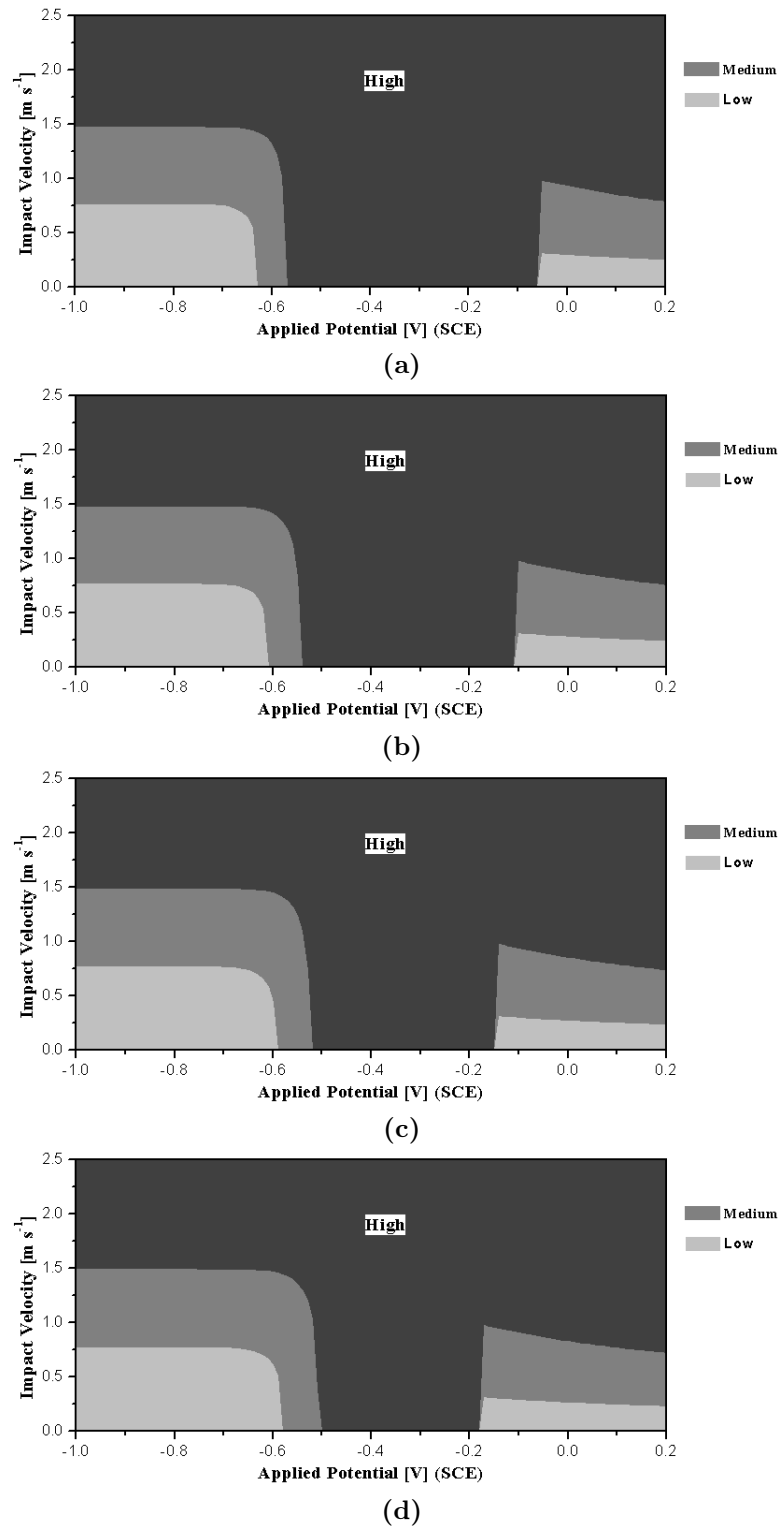 2.5
2.0
1.5
1.0
0.5
0.0
Impact Velocity [m s⁻¹]
High
Medium
Low
-1.0 -0.8 -0.6 -0.4 -0.2 0.0 0.2
Applied Potential [V] (SCE)
(a)
2.5
2.0
1.5
1.0
0.5
0.0
Impact Velocity [m s⁻¹]
High
Medium
Low
-1.0 -0.8 -0.6 -0.4 -0.2 0.0 0.2
Applied Potential [V] (SCE)
(b)
2.5
2.0
1.5
1.0
0.5
0.0
Impact Velocity [m s⁻¹]
High
Medium
Low
-1.0 -0.8 -0.6 -0.4 -0.2 0.0 0.2
Applied Potential [V] (SCE)
(c)
2.5
2.0
1.5
1.0
0.5
0.0
Impact Velocity [m s⁻¹]
High
Medium
Low
-1.0 -0.8 -0.6 -0.4 -0.2 0.0 0.2
Applied Potential [V] (SCE)
(d)